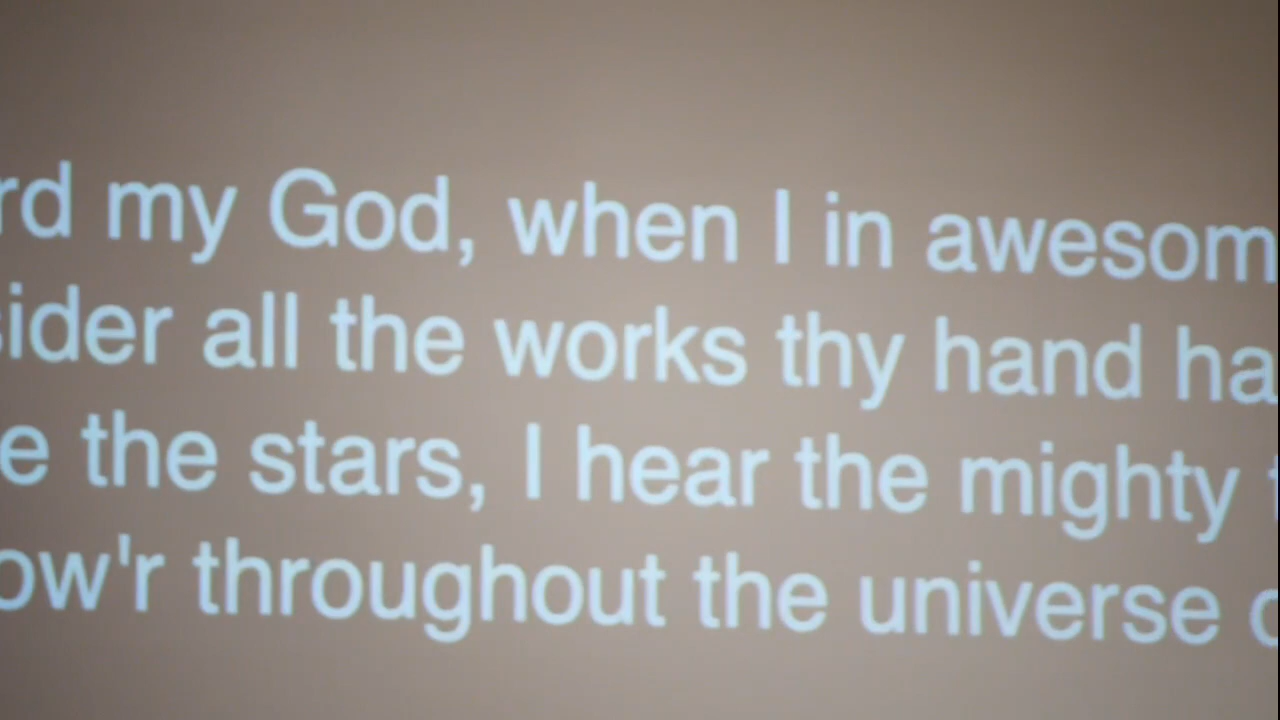 rd my God, when I in awesom
sider all the works thy hand ha
e the stars, I hear the mighty
ow'r throughout the universe